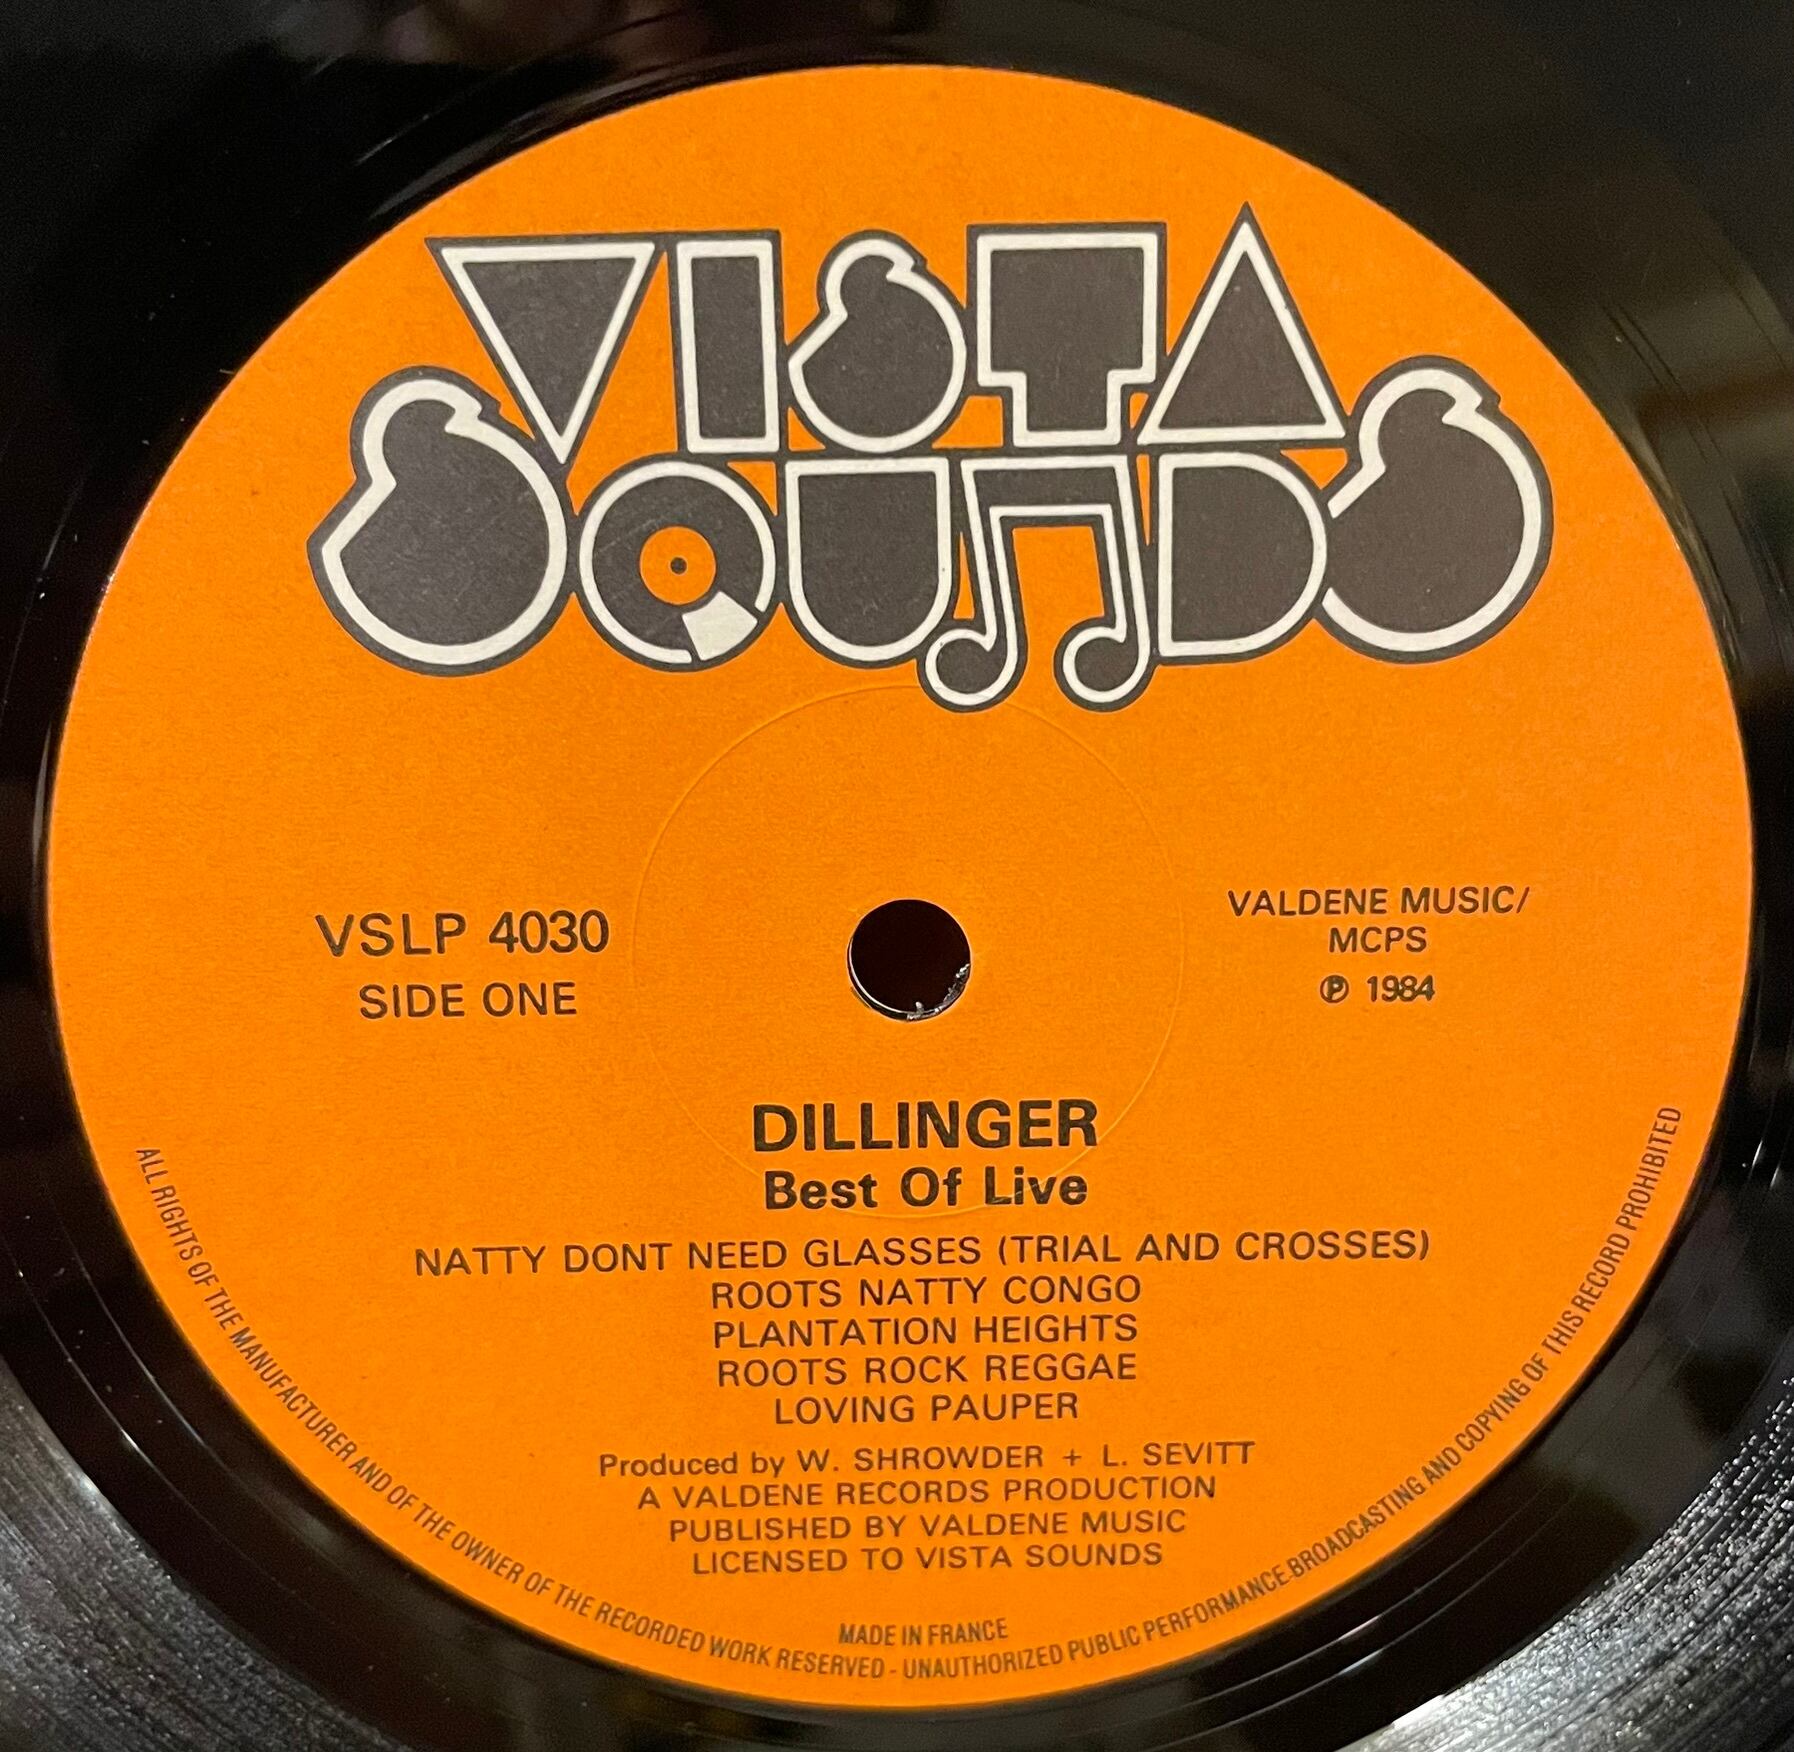 VISTA
SOUNDS
VSLP 4030
SIDE ONE
VALDENE MUSIC/
MCPS
℗ 1984
DILLINGER
Best Of Live
NATTY DONT NEED GLASSES (TRIAL AND CROSSES)
ROOTS NATTY CONGO
PLANTATION HEIGHTS
ROOTS ROCK REGGAE
LOVING PAUPER
Produced by W. SHROWDER + L. SEVITT
A VALDENE RECORDS PRODUCTION
PUBLISHED BY VALDENE MUSIC
LICENSED TO VISTA SOUNDS
MADE IN FRANCE
ALL RIGHTS OF THE MANUFACTURER AND OF THE OWNER OF THE RECORDED WORK RESERVED - UNAUTHORIZED PUBLIC PERFORMANCE-BROADCASTING AND COPYING OF THIS RECORD PROHIBITED